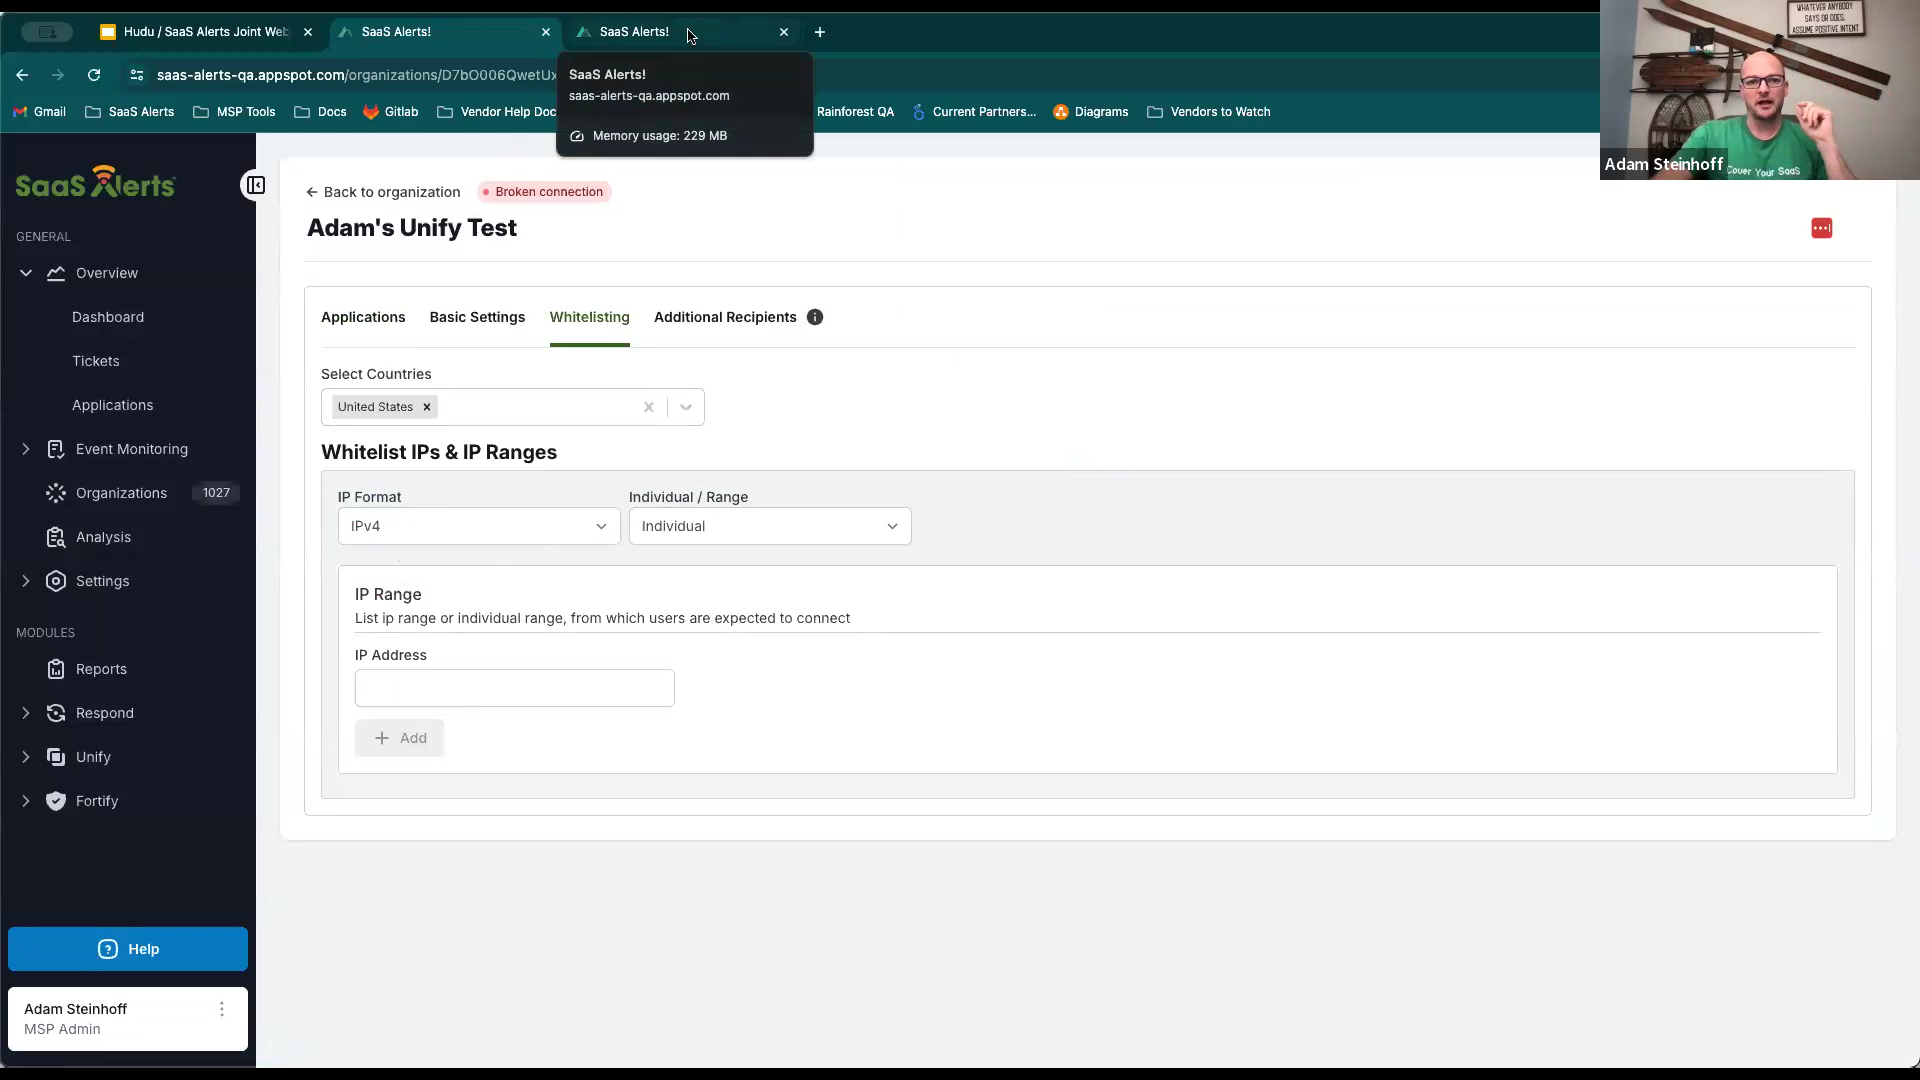 Hudu / SaaS Alerts Joint Web
SaaS Alerts!
SaaS Alerts!
saas-alerts-qa.appspot.com/organizations/D7bO006QwetUx
SaaS Alerts!
saas-alerts-qa.appspot.com
Memory usage: 229 MB
Gmail
SaaS Alerts
MSP Tools
Docs
Gitlab
Vendor Help Doc
Rainforest QA
Current Partners...
Diagrams
Vendors to Watch
WHATEVER ANYBODY
SAYS OR DOES,
ASSUME POSITIVE INTENT
Adam Steinhoff
Cover Your SaaS
SaaS Alerts
GENERAL
Overview
Dashboard
Tickets
Applications
Event Monitoring
Organizations 1027
Analysis
Settings
MODULES
Reports
Respond
Unify
Fortify
Help
Adam Steinhoff
MSP Admin
Back to organization
Broken connection
Adam's Unify Test
Applications
Basic Settings
Whitelisting
Additional Recipients
Select Countries
United States
Whitelist IPs & IP Ranges
IP Format
Individual / Range
IPv4
Individual
IP Range
List ip range or individual range, from which users are expected to connect
IP Address
Add